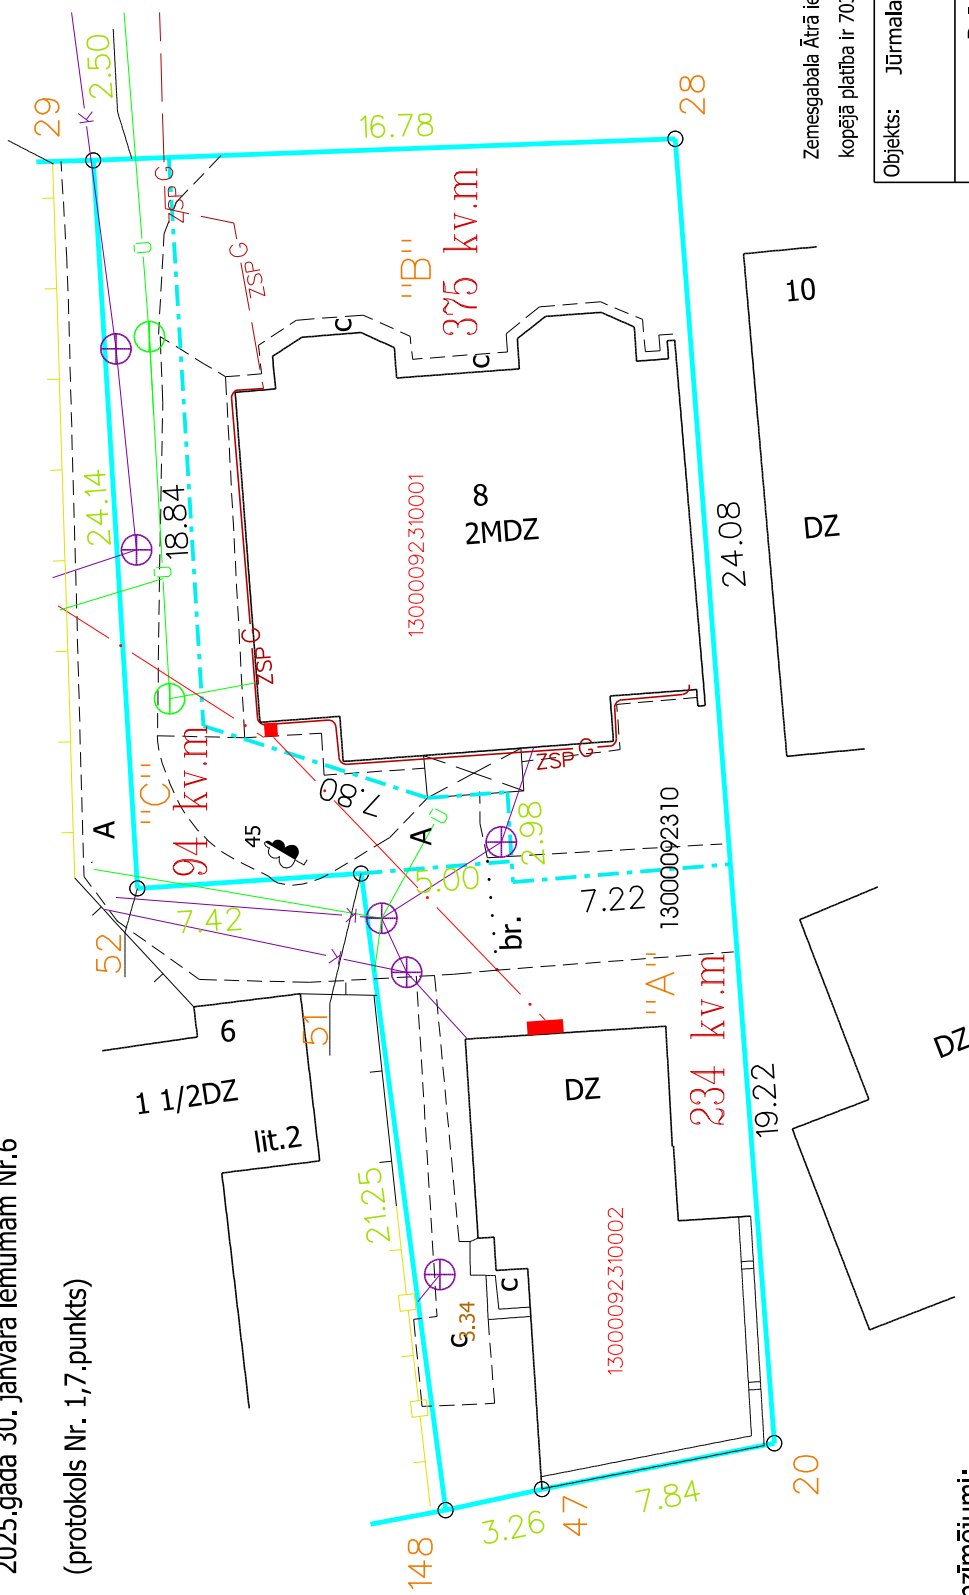 2025.gada 30. janvāra lēmumam Nr.6
(protokols Nr. 1,7.punkts)
29
2.50
K
16.78
28
Zemesgabala Ātrā
kopējā platība ir
Objekts: Jūrmala
ZSP G
U
ZSP G
"B"
375 kv.m
C
C
10
24.14
18.84
8
2MDZ
13000092310001
24.08
DZ
U
ZSP G
A
"C"
94 kv.m
7.80
45
A
U
ZSP G
2.98
5.00
13000092310
7.22
52
7.42
K
K
br.
51
6
1 1/2DZ
lit.2
"A"
234 kv.m
DZ
DZ
19.22
21.25
13000092310002
C
C
3.34
148
3.26
47
7.84
20